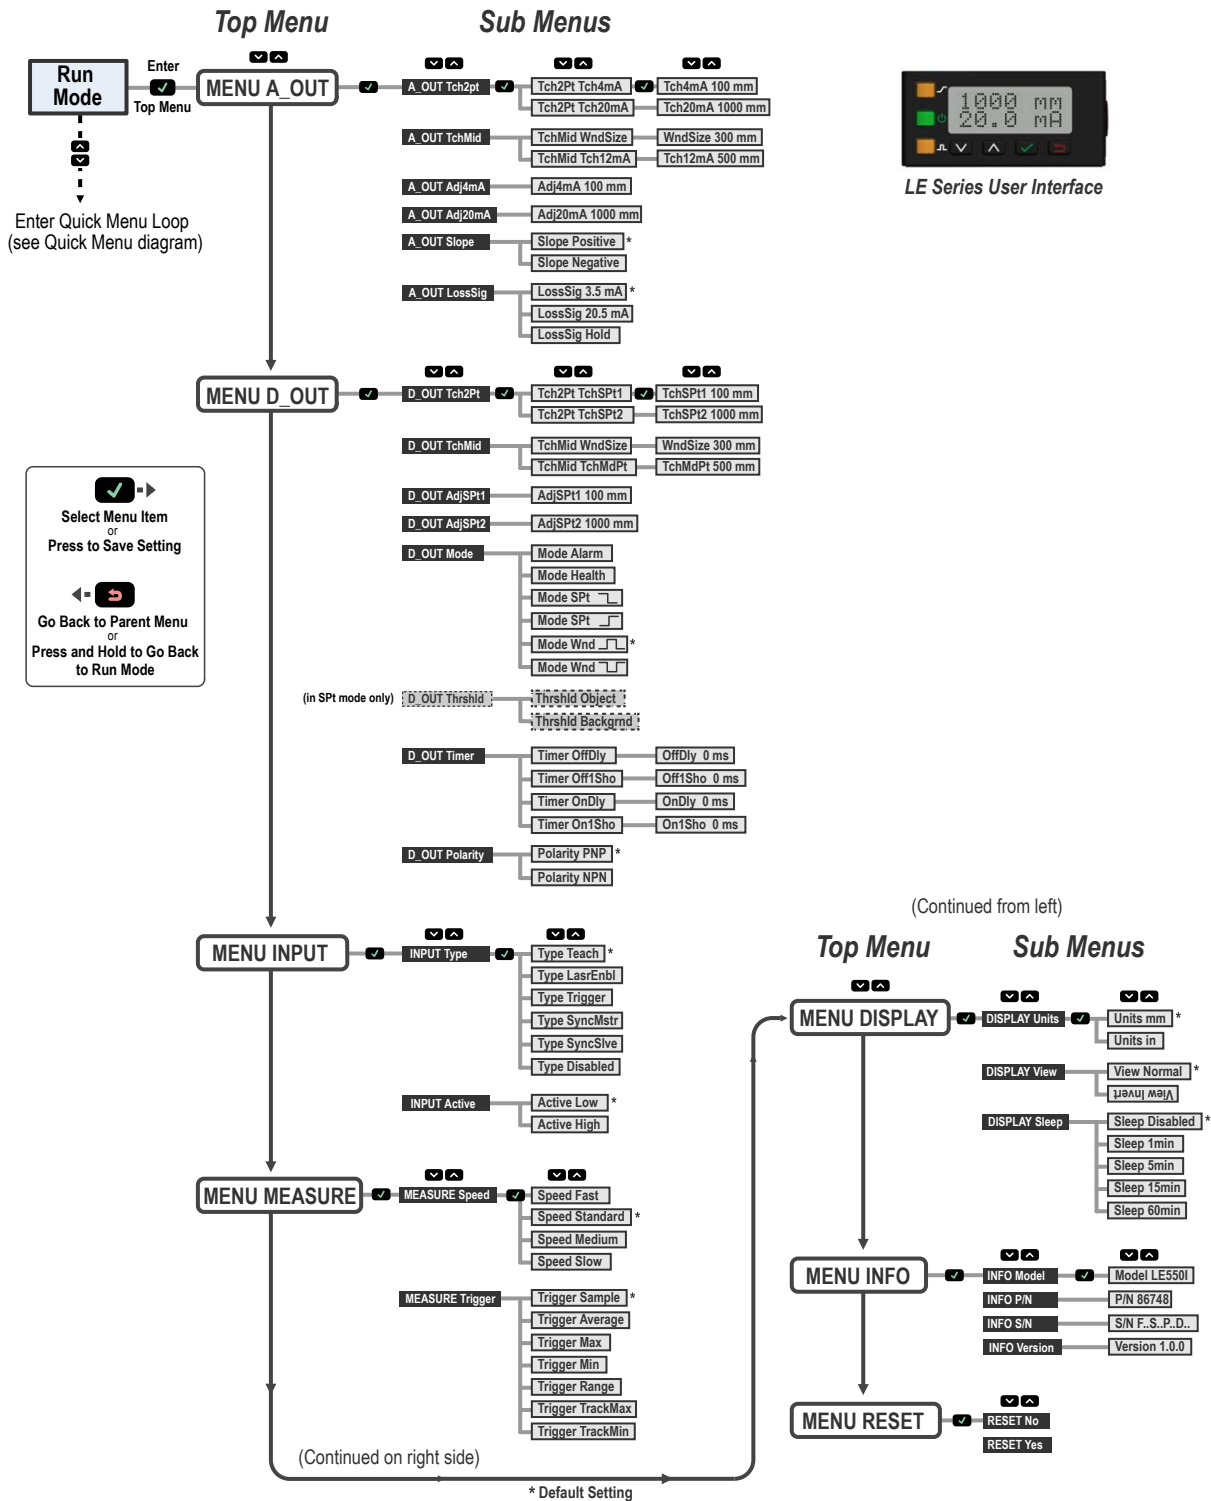 Top Menu
Sub Menus
Run Mode
Enter
Top Menu
Enter Quick Menu Loop
(see Quick Menu diagram)
MENU A_OUT
A_OUT Tch2pt
Tch2Pt Tch4mA
Tch4mA 100 mm
Tch2Pt Tch20mA
Tch20mA 1000 mm
A_OUT TchMid
TchMid WndSize
WndSize 300 mm
TchMid Tch12mA
Tch12mA 500 mm
A_OUT Adj4mA
Adj4mA 100 mm
A_OUT Adj20mA
Adj20mA 1000 mm
A_OUT Slope
Slope Positive *
Slope Negative
A_OUT LossSig
LossSig 3.5 mA *
LossSig 20.5 mA
LossSig Hold
1000 mm
20.0 mA
LE Series User Interface
MENU D_OUT
D_OUT Tch2Pt
Tch2Pt TchSPt1
TchSPt1 100 mm
Tch2Pt TchSPt2
TchSPt2 1000 mm
D_OUT TchMid
TchMid WndSize
WndSize 300 mm
TchMid TchMdPt
TchMdPt 500 mm
D_OUT AdjSPt1
AdjSPt1 100 mm
D_OUT AdjSPt2
AdjSPt2 1000 mm
D_OUT Mode
Mode Alarm
Mode Health
Mode SPt
Mode SPt
Mode Wnd *
Mode Wnd
(in SPt mode only)
D_OUT Thrshld
Thrshld Object
Thrshld Backgrnd
D_OUT Timer
Timer OffDly
OffDly 0 ms
Timer Off1Sho
Off1Sho 0 ms
Timer OnDly
OnDly 0 ms
Timer On1Sho
On1Sho 0 ms
D_OUT Polarity
Polarity PNP *
Polarity NPN
Select Menu Item
or
Press to Save Setting
Go Back to Parent Menu
or
Press and Hold to Go Back
to Run Mode
MENU INPUT
INPUT Type
Type Teach *
Type LasrEnbl
Type Trigger
Type SyncMstr
Type SyncSlve
Type Disabled
INPUT Active
Active Low *
Active High
MENU MEASURE
MEASURE Speed
Speed Fast
Speed Standard *
Speed Medium
Speed Slow
MEASURE Trigger
Trigger Sample *
Trigger Average
Trigger Max
Trigger Min
Trigger Range
Trigger TrackMax
Trigger TrackMin
(Continued on right side)
* Default Setting
(Continued from left)
Top Menu
Sub Menus
MENU DISPLAY
DISPLAY Units
Units mm *
Units in
DISPLAY View
View Normal *
View Invert
DISPLAY Sleep
Sleep Disabled *
Sleep 1min
Sleep 5min
Sleep 15min
Sleep 60min
MENU INFO
INFO Model
Model LE550I
INFO P/N
P/N 86748
INFO S/N
S/N F..S..P..D..
INFO Version
Version 1.0.0
MENU RESET
RESET No
RESET Yes